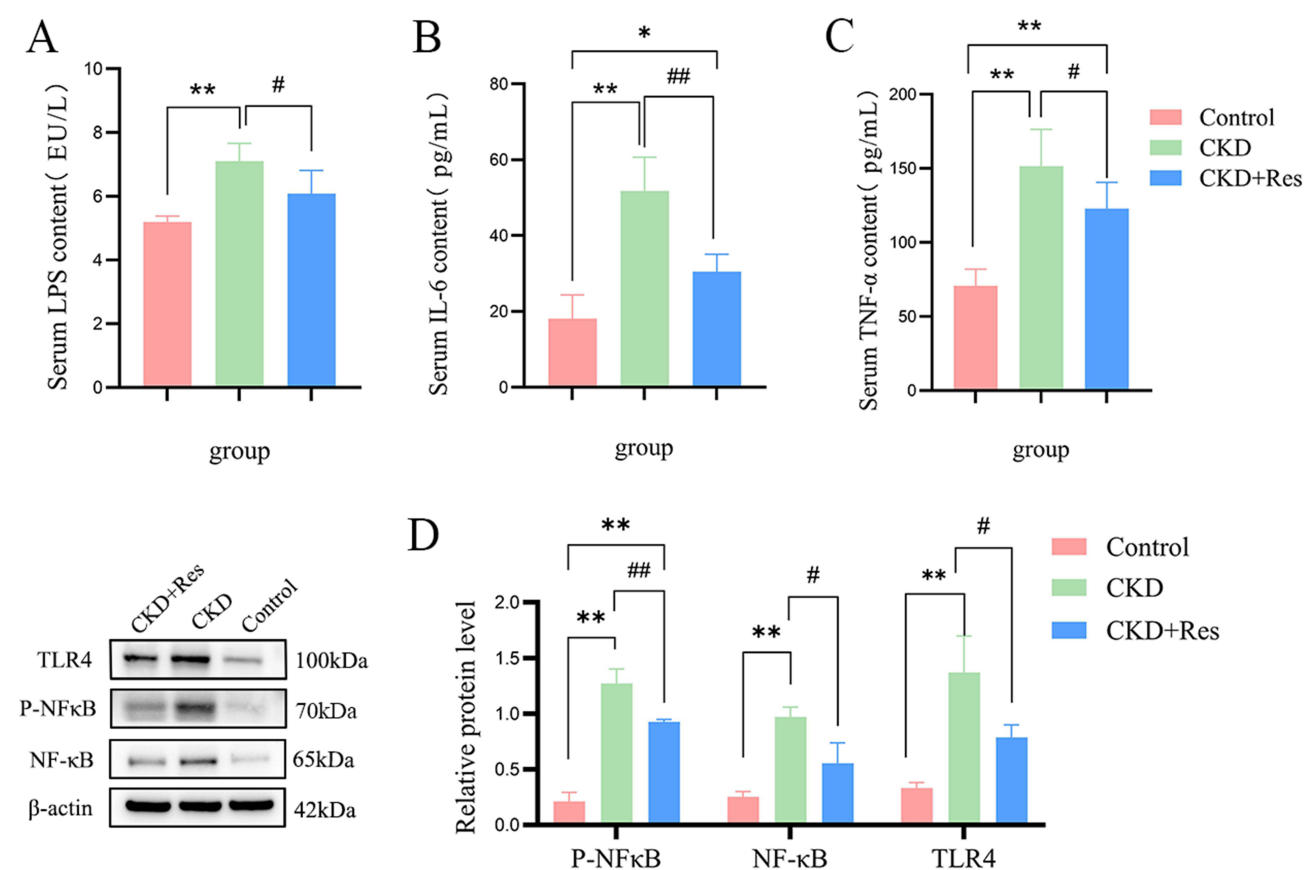 A
Serum LPS content( EU/L)
10
8
6
4
2
0
**
#
group
B
Serum IL-6 content( pg/mL)
80
60
40
20
0
*
**
##
group
C
Serum TNF-α content( pg/mL)
200
150
100
50
0
**
**
#
group
Control
CKD
CKD+Res
CKD+Res
CKD
Control
TLR4 100kDa
P-NFκB 70kDa
NF-κB 65kDa
β-actin 42kDa
D
Relative protein level
2.0
1.5
1.0
0.5
0.0
**
##
**
#
**
#
**
P-NFκB
NF-κB
TLR4
Control
CKD
CKD+Res